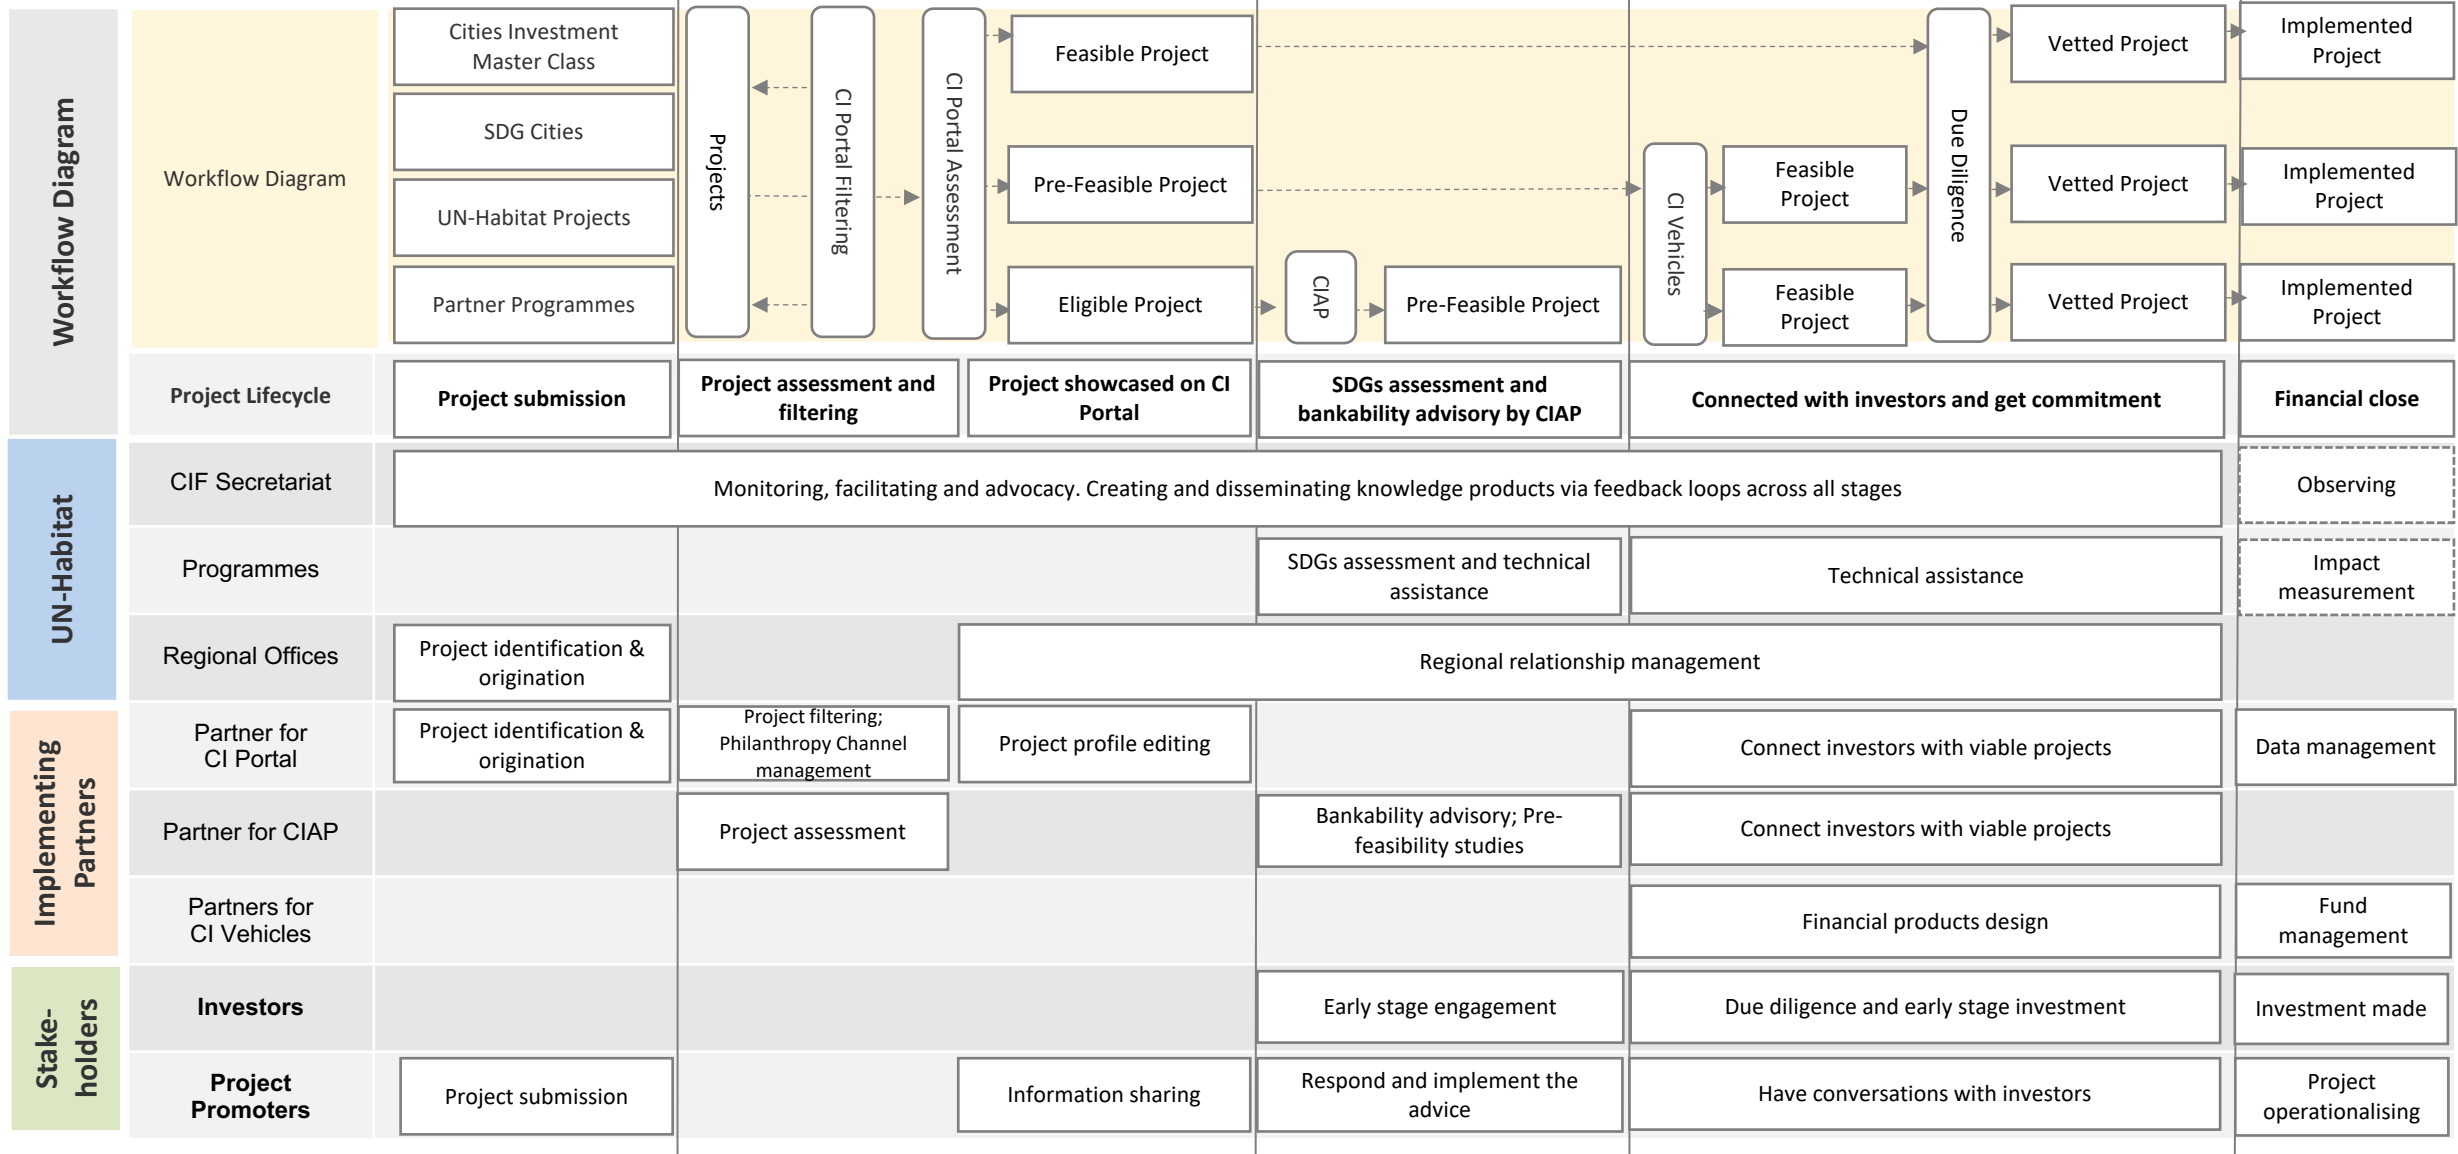 Workflow Diagram
Workflow Diagram
Cities Investment
Master Class
SDG Cities
UN-Habitat Projects
Partner Programmes
Projects
CI Portal Filtering
CI Portal Assessment
Feasible Project
Pre-Feasible Project
Eligible Project
CIAP
Pre-Feasible Project
CI Vehicles
Feasible
Project
Feasible
Project
Due Diligence
Vetted Project
Vetted Project
Vetted Project
Implemented
Project
Implemented
Project
Implemented
Project
Project Lifecycle
Project submission
Project assessment and
filtering
Project showcased on CI
Portal
SDGs assessment and
bankability advisory by CIAP
Connected with investors and get commitment
Financial close
UN-Habitat
CIF Secretariat
Monitoring, facilitating and advocacy. Creating and disseminating knowledge products via feedback loops across all stages
Observing
Programmes
SDGs assessment and technical
assistance
Technical assistance
Impact
measurement
Regional Offices
Project identification &
origination
Regional relationship management
Implementing
Partners
Partner for
CI Portal
Project identification &
origination
Project filtering;
Philanthropy Channel
management
Project profile editing
Connect investors with viable projects
Data management
Partner for CIAP
Project assessment
Bankability advisory; Pre-
feasibility studies
Connect investors with viable projects
Partners for
CI Vehicles
Financial products design
Fund
management
Stake-
holders
Investors
Early stage engagement
Due diligence and early stage investment
Investment made
Project
Promoters
Project submission
Information sharing
Respond and implement the
advice
Have conversations with investors
Project
operationalising